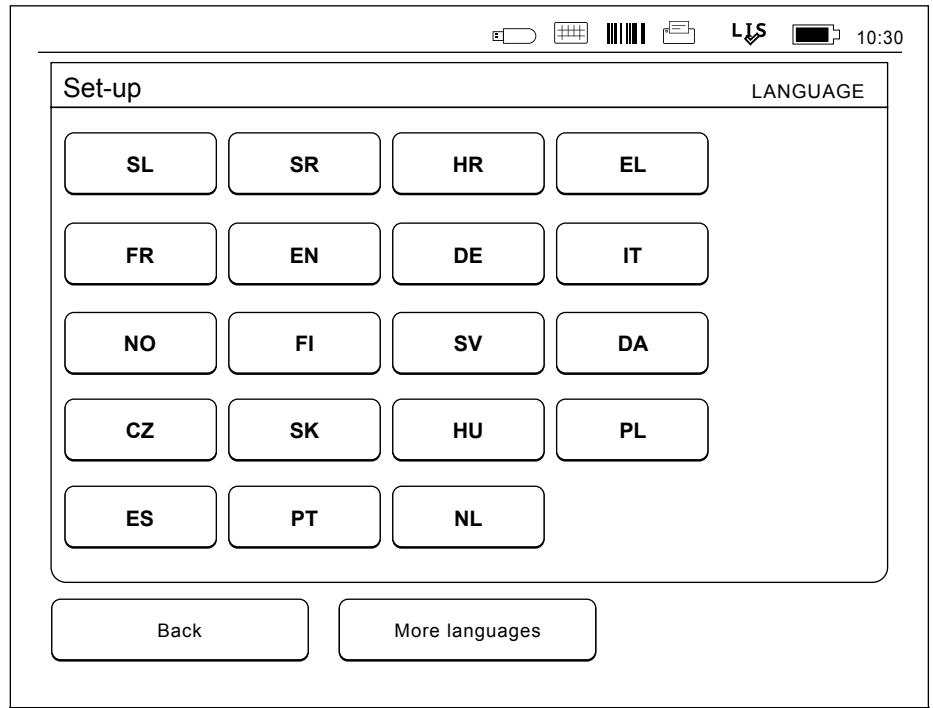 LIS 10:30
Set-up LANGUAGE
SL SR HR EL
FR EN DE IT
NO FI SV DA
CZ SK HU PL
ES PT NL
Back More languages